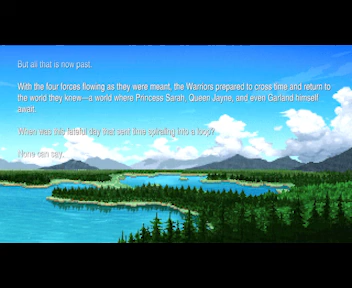 But all that is now past.
With the four forces flowing as they were meant, the Warriors prepared to cross time and return to
the world they knew—a world where Princess Sarah, Queen Jayne, and even Garland himself
await.
When was this fateful day that sent time spiraling into a loop?
None can say.